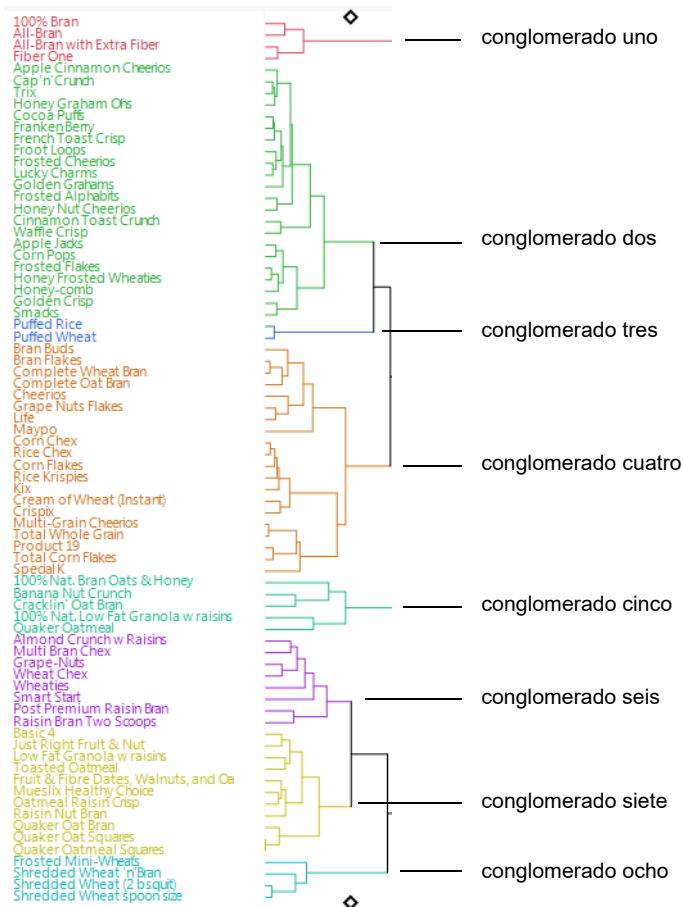 100% Bran
All-Bran
All-Bran with Extra Fiber
Fiber One
Apple Cinnamon Cheerios
Cap'n'Crunch
Trix
Honey Graham Ohs
Cocoa Puffs
FrankenBerry
French Toast Crisp
Froot Loops
Frosted Cheerios
Lucky Charms
Golden Grahams
Frosted Alphabits
Honey Nut Cheerios
Cinnamon Toast Crunch
Waffle Crisp
Apple Jacks
Corn Pops
Frosted Flakes
Honey Frosted Wheaties
Honey-comb
Golden Crisp
Smacks
Puffed Rice
Puffed Wheat
Bran Buds
Bran Flakes
Complete Wheat Bran
Complete Oat Bran
Cheerios
Grape Nuts Flakes
Life
Maypo
Corn Chex
Rice Chex
Corn Flakes
Rice Krispies
Kix
Cream of Wheat (Instant)
Crispix
Multi-Grain Cheerios
Total Whole Grain
Product 19
Total Corn Flakes
Special K
100% Nat. Bran Oats & Honey
Banana Nut Crunch
Cracklin' Oat Bran
100% Nat. Low Fat Granola w raisins
Quaker Oatmeal
Almond Crunch w Raisins
Multi Bran Chex
Grape-Nuts
Wheat Chex
Wheaties
Smart Start
Post Premium Raisin Bran
Raisin Bran Two Scoops
Basic 4
Just Right Fruit & Nut
Low Fat Granola w raisins
Toasted Oatmeal
Fruit & Fibre Dates, Walnuts, and Oa
Mueslix Healthy Choice
Oatmeal Raisin Crisp
Raisin Nut Bran
Quaker Oat Bran
Quaker Oat Squares
Quaker Oatmeal Squares
Frosted Mini-Wheats
Shredded Wheat 'n'Bran
Shredded Wheat (2 bsquit)
Shredded Wheat spoon size
conglomerado uno
conglomerado dos
conglomerado tres
conglomerado cuatro
conglomerado cinco
conglomerado seis
conglomerado siete
conglomerado ocho